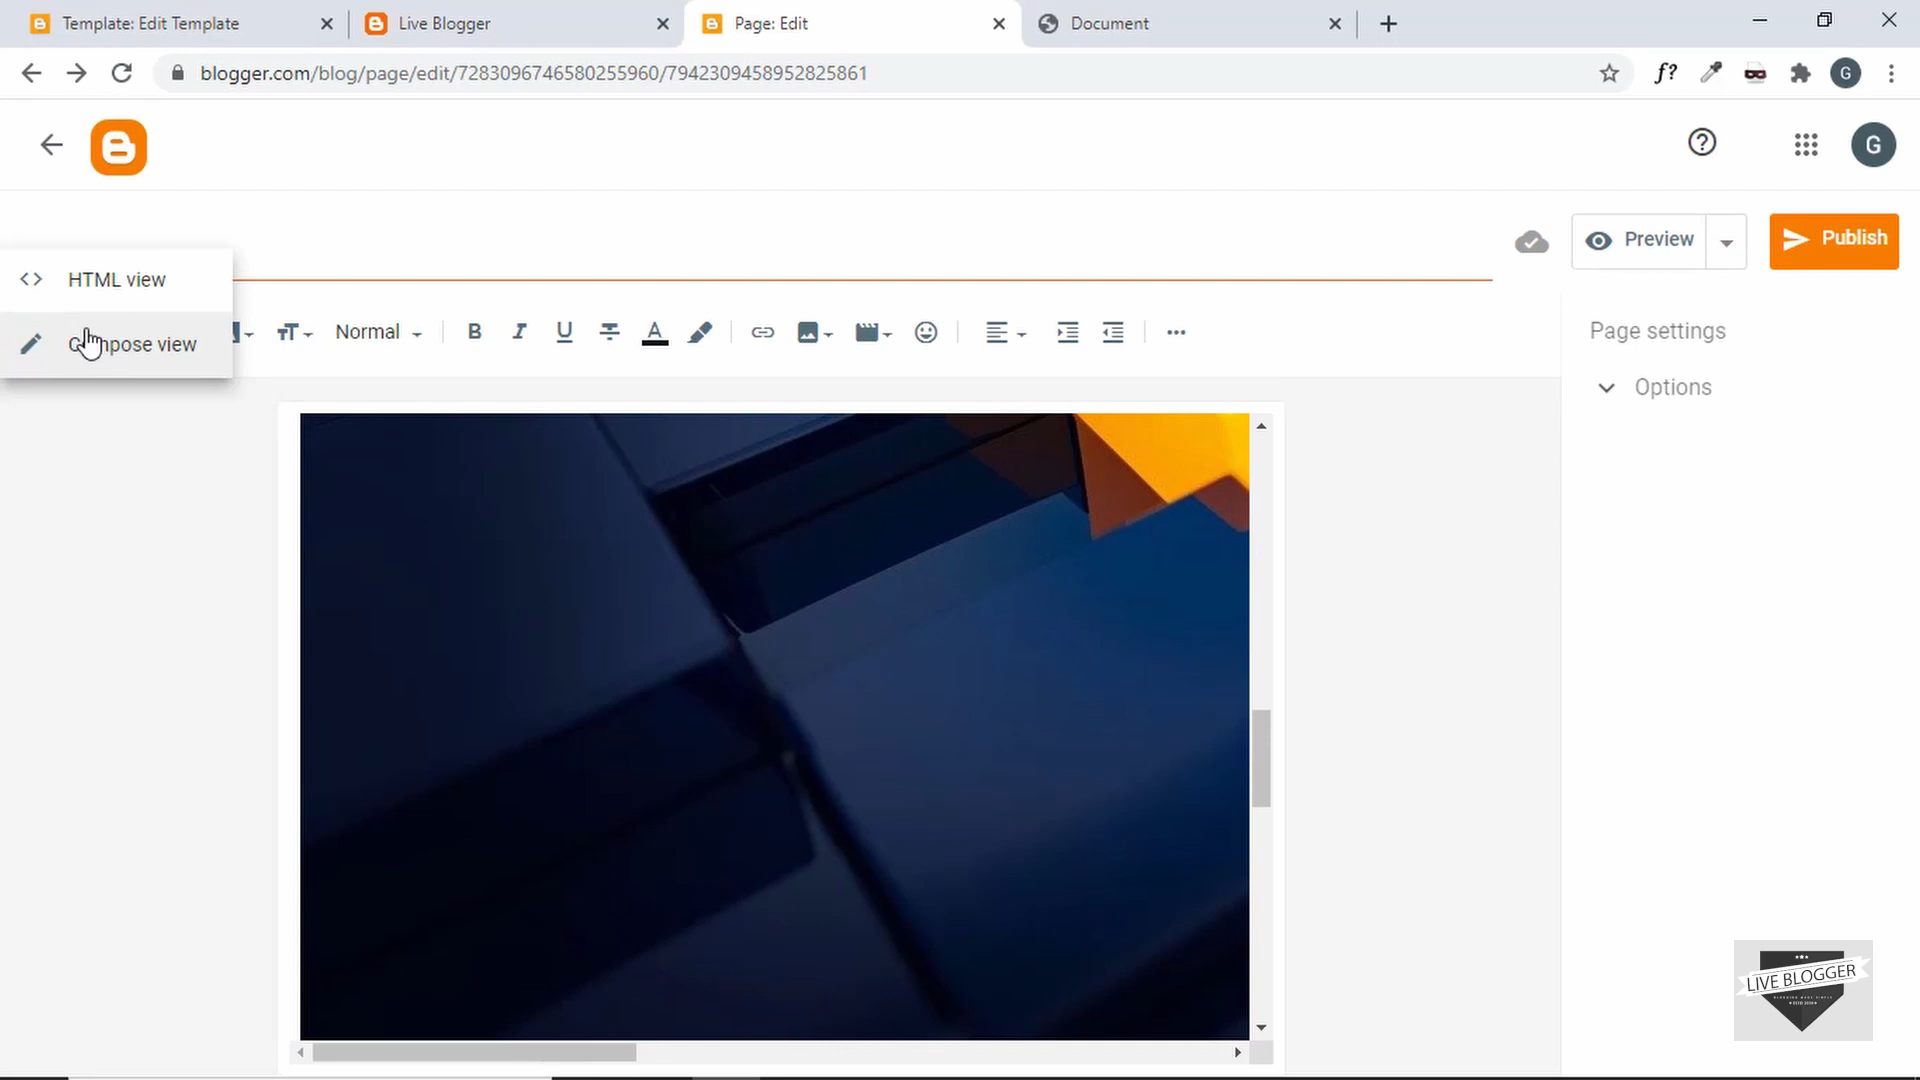 Template: Edit Template
Live Blogger
Page: Edit
Document
blogger.com/blog/page/edit/7283096746580255960/7942309458952825861
f?
G
G
Preview
Publish
HTML view
Compose view
Normal
B I U A
Page settings
Options
LIVE BLOGGER